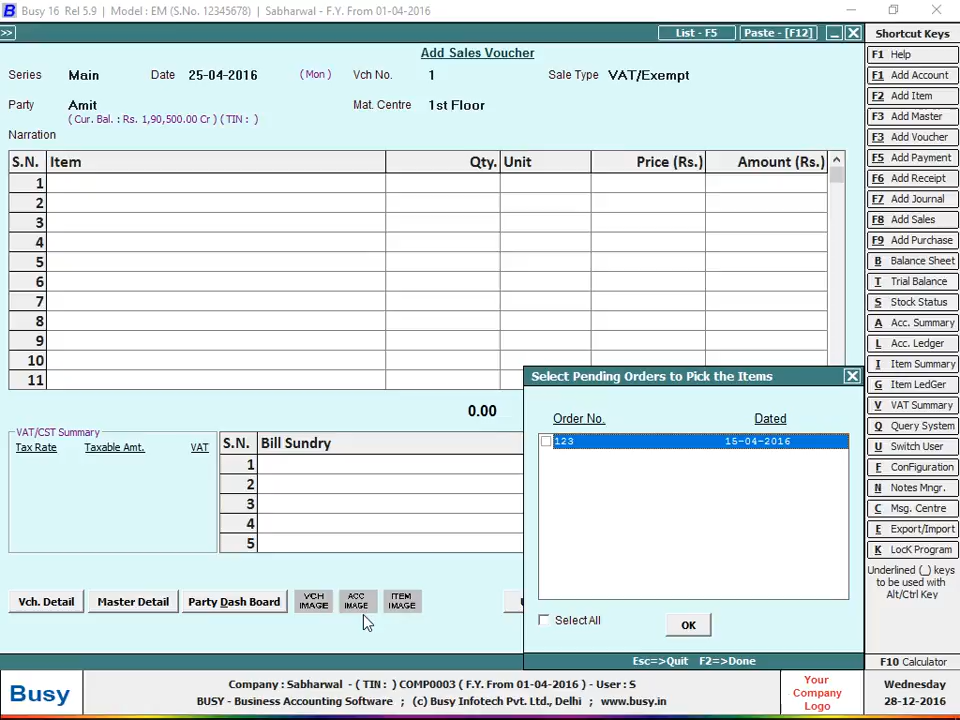 Busy 16 Rel 5.9 | Model : EM (S.No. 12345678) | Sabharwal - F.Y. From 01-04-2016
>> List - F5 Paste - [F12] Shortcut Keys
Add Sales Voucher
Series Main Date 25-04-2016 (Mon) Vch No. 1 Sale Type VAT/Exempt
Party Amit Mat. Centre 1st Floor
( Cur. Bal. : Rs. 1,90,500.00 Cr ) ( TIN : )
Narration
S.N. Item Qty. Unit Price (Rs.) Amount (Rs.)
1
2
3
4
5
6
7
8
9
10
11
0.00
VAT/CST Summary
Tax Rate Taxable Amt. VAT
S.N. Bill Sundry
1
2
3
4
5
Select Pending Orders to Pick the Items
Order No. Dated
123 15-04-2016
Select All OK
Esc=>Quit F2=>Done
Vch. Detail Master Detail Party Dash Board VCH IMAGE ACC IMAGE ITEM IMAGE
F1 Help
F1 Add Account
F2 Add Item
F3 Add Master
F3 Add Voucher
F5 Add Payment
F6 Add Receipt
F7 Add Journal
F8 Add Sales
F9 Add Purchase
B Balance Sheet
T Trial Balance
S Stock Status
A Acc. Summary
L Acc. Ledger
I Item Summary
G Item LedGer
V VAT Summary
Q Query System
U Switch User
F ConFiguration
N Notes Mngr.
C Msg. Centre
E Export/Import
K LocK Program
Underlined (_) keys
to be used with
Alt/Ctrl Key
F10 Calculator
Busy
Company : Sabharwal - ( TIN : ) COMP0003 ( F.Y. From 01-04-2016 ) - User : S
BUSY - Business Accounting Software ; (c) Busy Infotech Pvt. Ltd., Delhi ; www.busy.in
Your
Company
Logo
Wednesday
28-12-2016